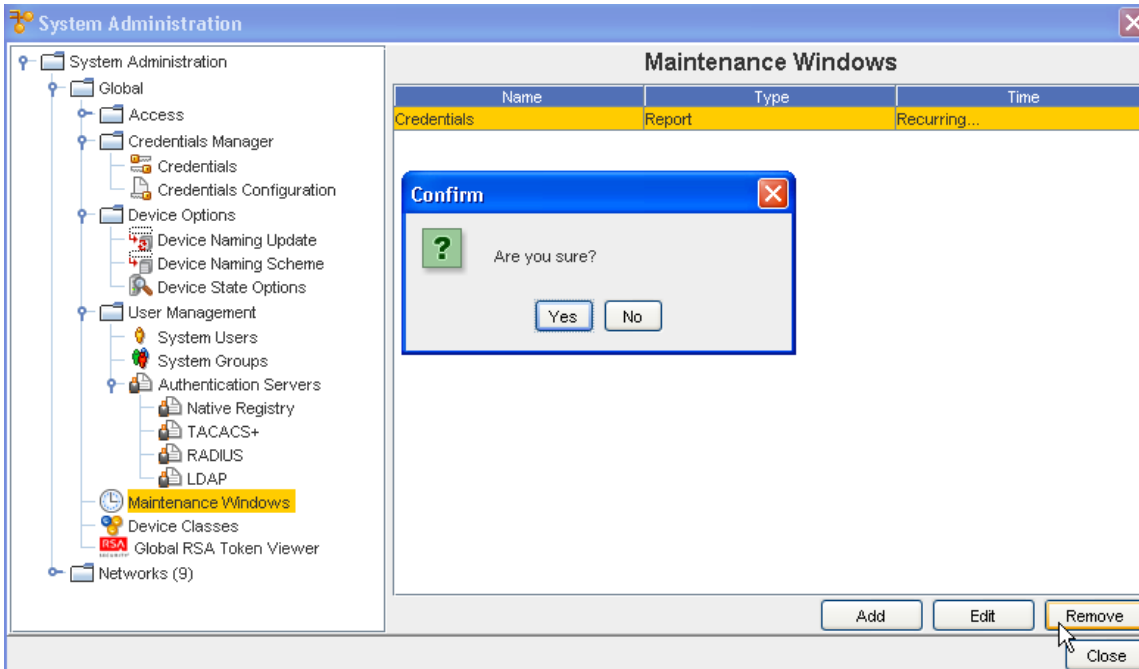 System Administration
System Administration
Global
Access
Credentials Manager
Credentials
Credentials Configuration
Device Options
Device Naming Update
Device Naming Scheme
Device State Options
User Management
System Users
System Groups
Authentication Servers
Native Registry
TACACS+
RADIUS
LDAP
Maintenance Windows
Device Classes
RSA Global RSA Token Viewer
Networks (9)
Maintenance Windows
Name Type Time
Credentials Report Recurring...
Confirm
? Are you sure?
Yes No
Add Edit Remove
Close